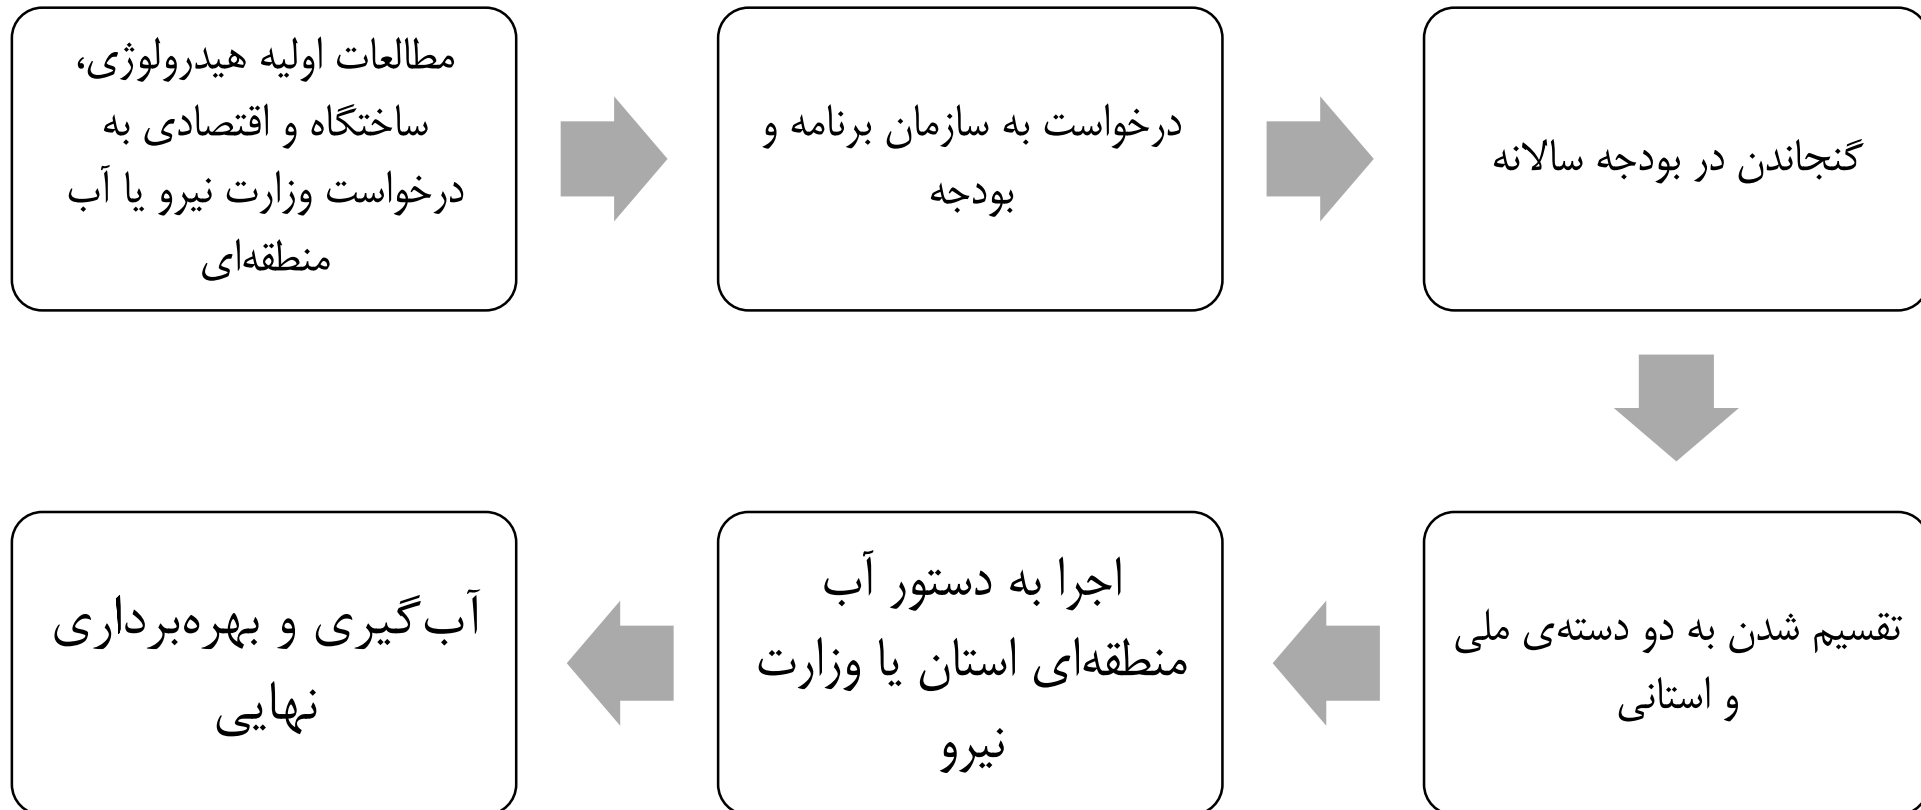 مطالعات اولیه هیدرولوژی،
ساختگاه و اقتصادی به
درخواست وزارت نیرو یا آب
منطقه‌ای
درخواست به سازمان برنامه و
بودجه
گنجاندن در بودجه سالانه
تقسیم شدن به دو دسته‌ی ملی
و استانی
اجرا به دستور آب
منطقه‌ای استان یا وزارت
نیرو
آب‌گیری و بهره‌برداری
نهایی